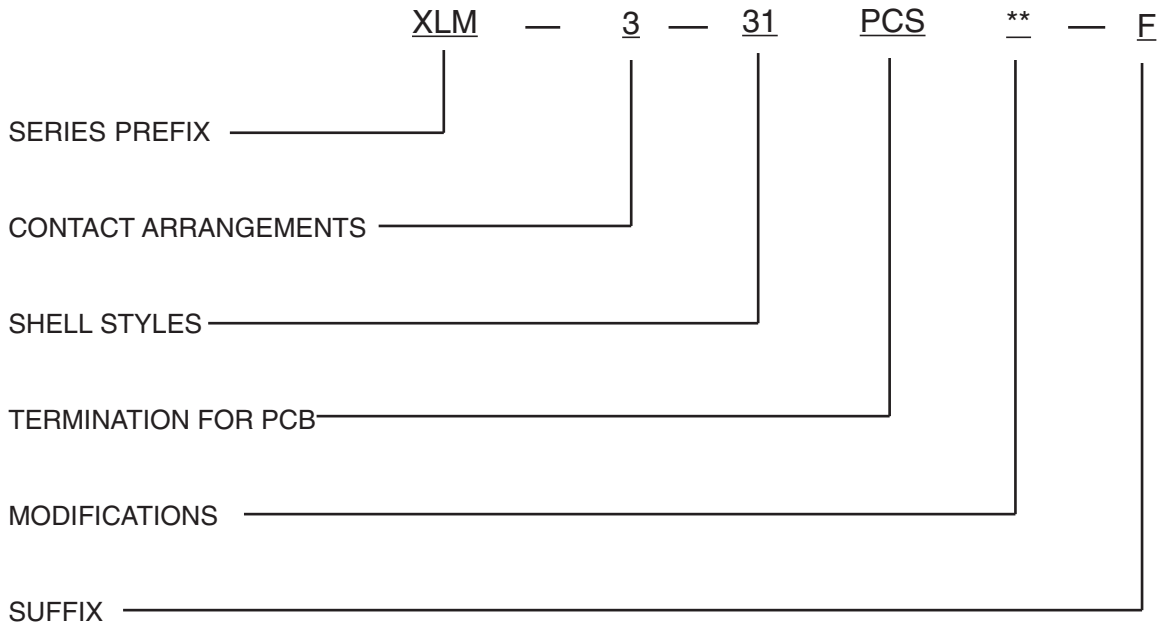 XLM — 3 — 31 PCS ** — F
SERIES PREFIX
CONTACT ARRANGEMENTS
SHELL STYLES
TERMINATION FOR PCB
MODIFICATIONS
SUFFIX